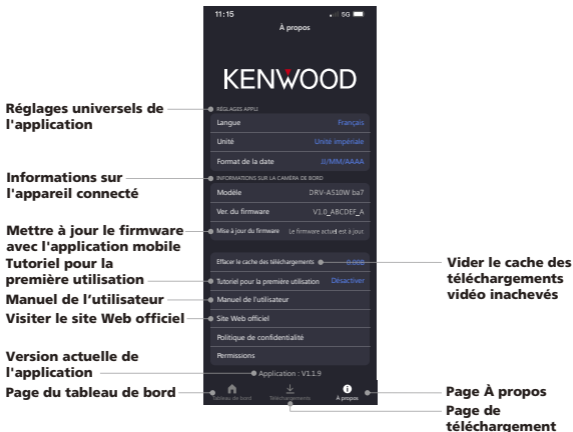 11:15
5G
À propos
KENWOOD
RÉGLAGES APPLI
Langue Français
Unité Unité impériale
Format de la date JJ/MM/AAAA
INFORMATIONS SUR LA CAMÉRA DE BORD
Modèle DRV-A510W ba7
Ver. du firmware V1.0_ABCDEF_A
Mise à jour du firmware Le firmware actuel est à jour.
Effacer le cache des téléchargements 0.00B
Tutoriel pour la première utilisation Désactiver
Manuel de l'utilisateur
Site Web officiel
Politique de confidentialité
Permissions
Application : V1.1.9
Tableau de bord
Téléchargements
À propos
Réglages universels de
l'application
Informations sur
l'appareil connecté
Mettre à jour le firmware
avec l'application mobile
Tutoriel pour la
première utilisation
Manuel de l’utilisateur
Visiter le site Web officiel
Version actuelle de
l'application
Page du tableau de bord
Vider le cache des
téléchargements
vidéo inachevés
Page À propos
Page de
téléchargement